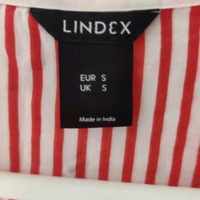 LINDEX
EUR S
UK S
Made in India